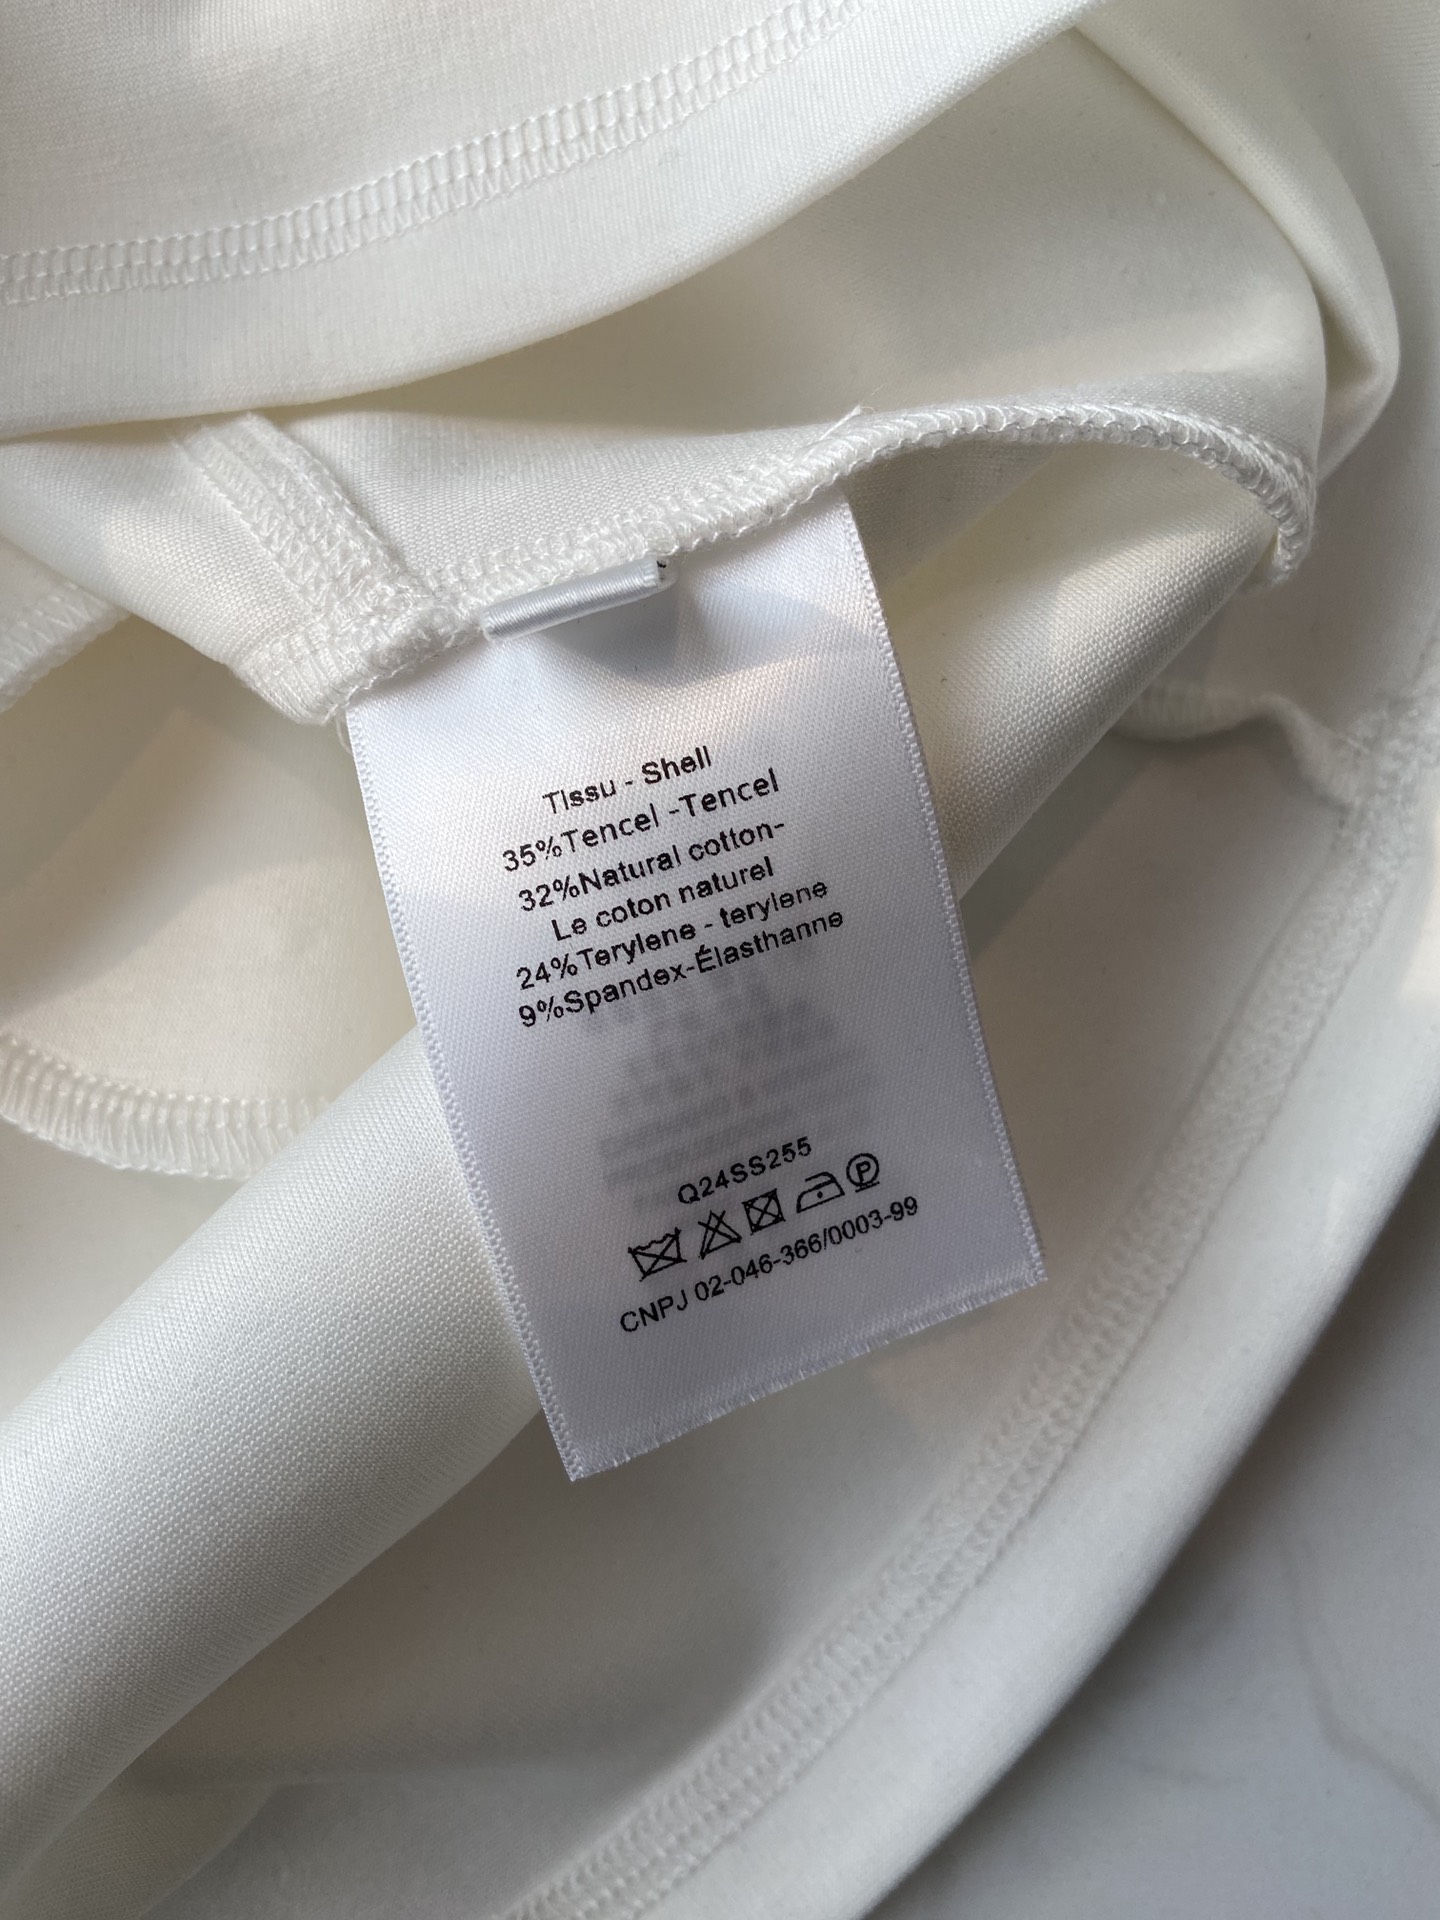 Tissu - Shell
35%Tencel -Tencel
32%Natural cotton-
Le coton naturel
24%Terylene - terylene
9%Spandex-Élasthanne
Q24SS255
P
CNPJ 02-046-366/0003-99